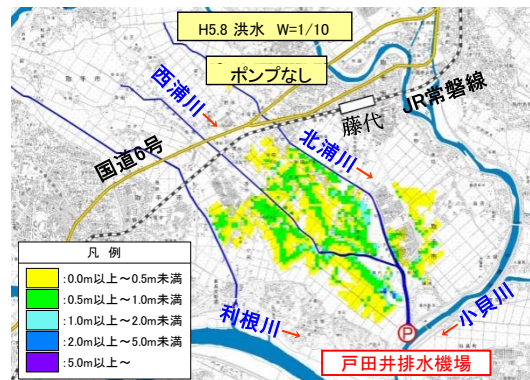 H5.8 洪水 W=1/10
ポンプなし
西浦川
JR常磐線
藤代
北浦川
国道6号
凡 例
:0.0m以上～0.5m未満
:0.5m以上～1.0m未満
:1.0m以上～2.0m未満
:2.0m以上～5.0m未満
:5.0m以上～
利根川
小貝川
P
戸田井排水機場